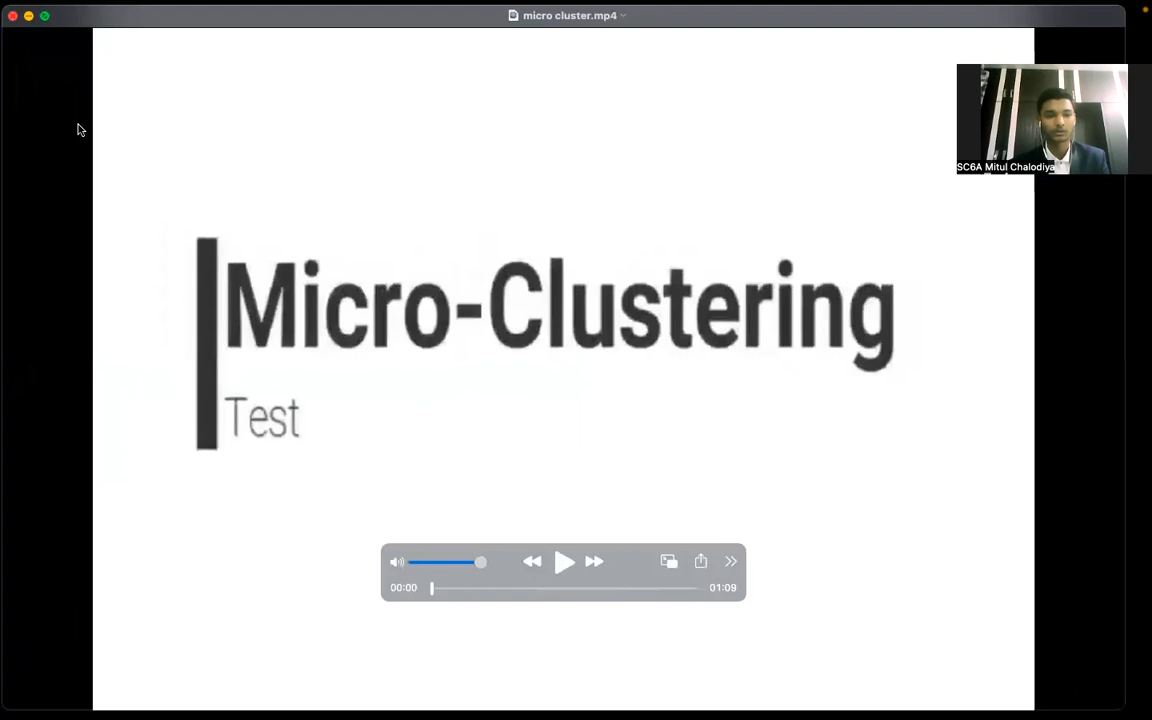 micro cluster.mp4
SC6A Mitul Chalodiya
Micro-Clustering
Test
00:00
01:09